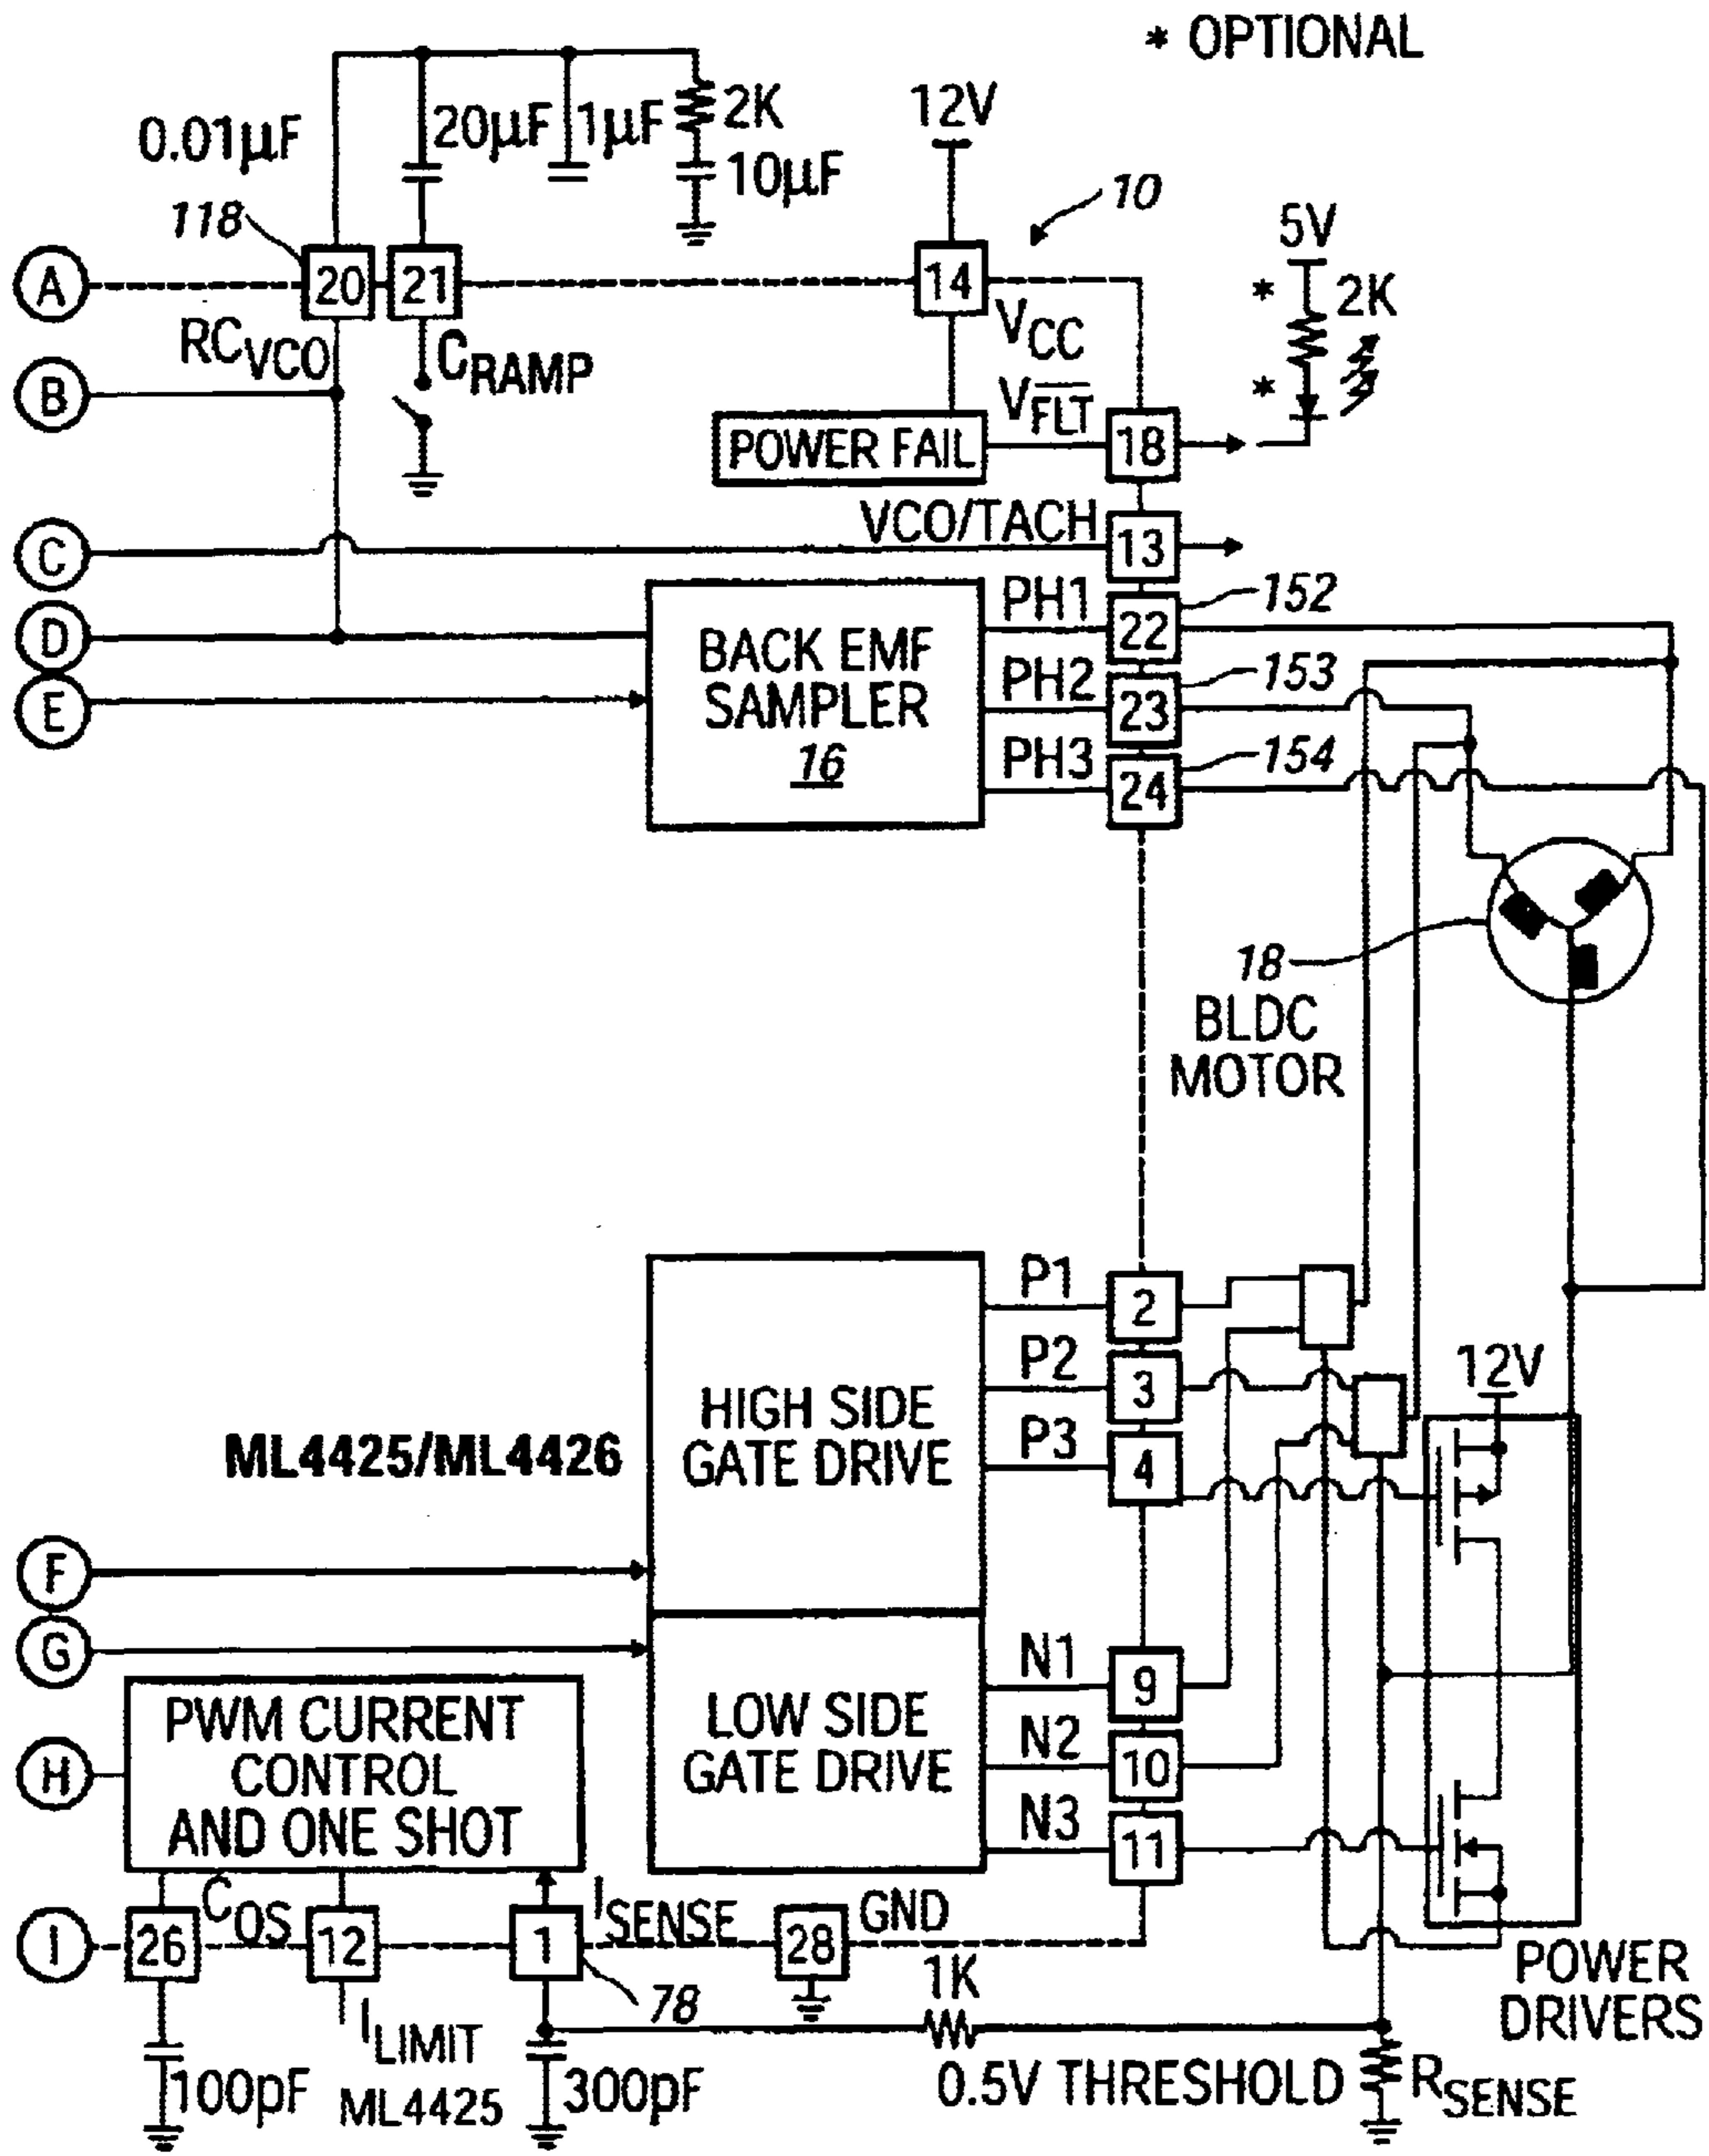 * OPTIONAL
0.01µF
20µF
1µF
2K
10µF
12V
10
118
5V
*
2K
*
A
20
21
14
VCC
RCVCO
CRAMP
B
VFLT
POWER FAIL
18
VCO/TACH
C
13
PH1
22
152
D
BACK EMF
SAMPLER
16
PH2
23
153
E
PH3
24
154
18
BLDC
MOTOR
P1
2
P2
3
12V
HIGH SIDE
GATE DRIVE
ML4425/ML4426
P3
4
F
G
N1
9
PWM CURRENT
CONTROL
AND ONE SHOT
LOW SIDE
GATE DRIVE
H
N2
10
N3
11
I
26
COS
12
1
ISENSE
28
GND
78
1K
POWER
DRIVERS
ILIMIT
ML4425
100pF
300pF
0.5V THRESHOLD
RSENSE